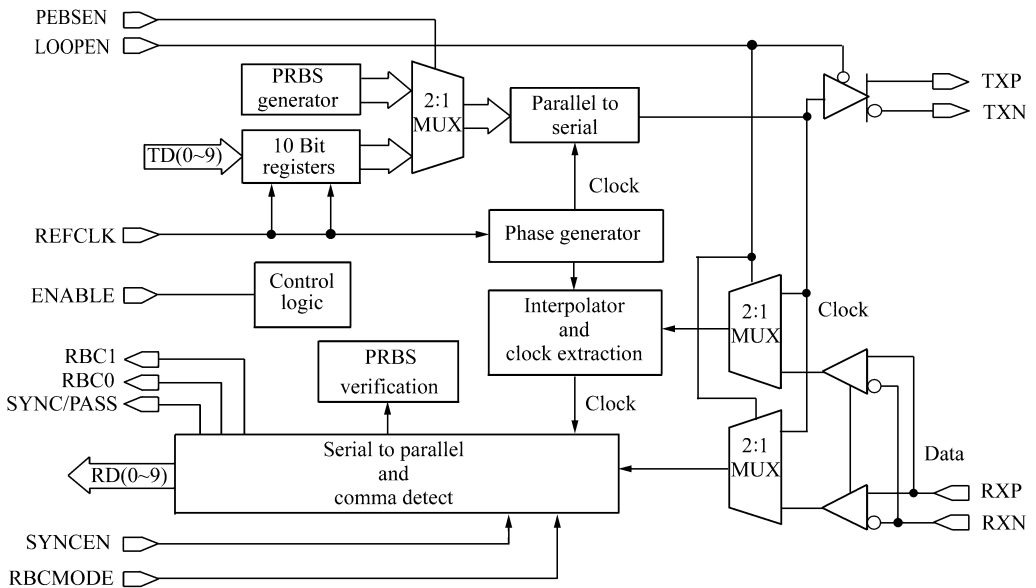 PEBSEN
LOOPEN
PRBS
generator
2:1
MUX
Parallel to
serial
TXP
TXN
TD(0~9)
10 Bit
registers
Clock
REFCLK
Phase generator
ENABLE
Control
logic
Interpolator
and
clock extraction
2:1
MUX
Clock
RBC1
RBC0
SYNC/PASS
PRBS
verification
Clock
RD(0~9)
Serial to parallel
and
comma detect
2:1
MUX
Data
RXP
RXN
SYNCEN
RBCMODE